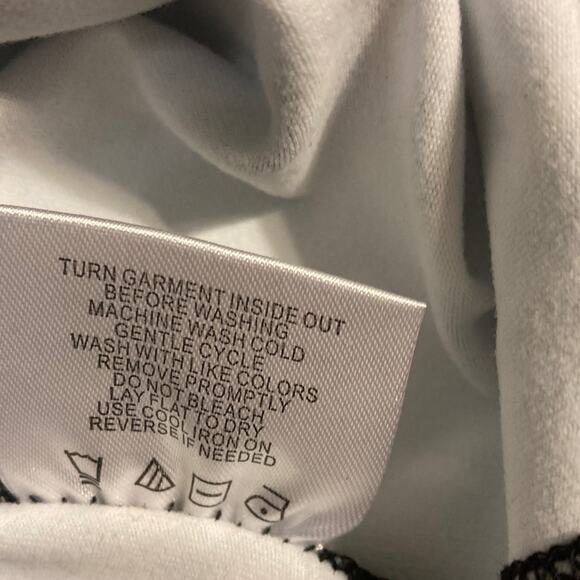 TURN GARMENT INSIDE OUT
BEFORE WASHING
MACHINE WASH COLD
GENTLE CYCLE
WASH WITH LIKE COLORS
REMOVE PROMPTLY
DO NOT BLEACH
LAY FLAT TO DRY
USE COOL IRON ON
REVERSE IF NEEDED